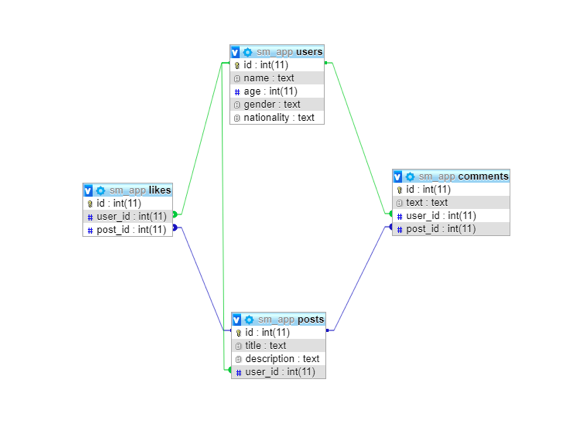 sm_app users
id : int(11)
name : text
age : int(11)
gender : text
nationality : text
sm_app likes
id : int(11)
user_id : int(11)
post_id : int(11)
sm_app comments
id : int(11)
text : text
user_id : int(11)
post_id : int(11)
sm_app posts
id : int(11)
title : text
description : text
user_id : int(11)